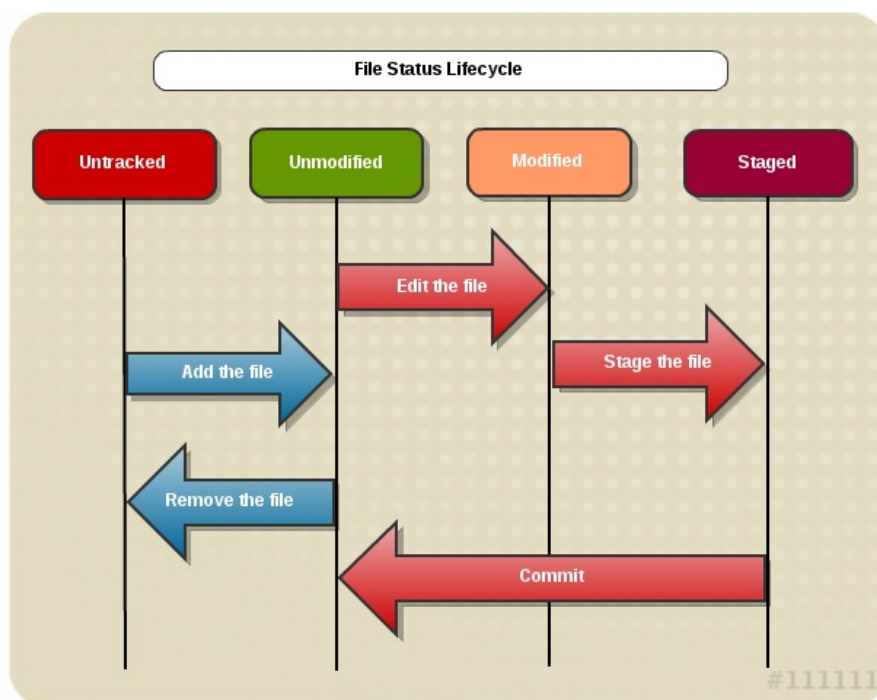 File Status Lifecycle
Untracked
Unmodified
Modified
Staged
Edit the file
Stage the file
Add the file
Remove the file
Commit
#111111